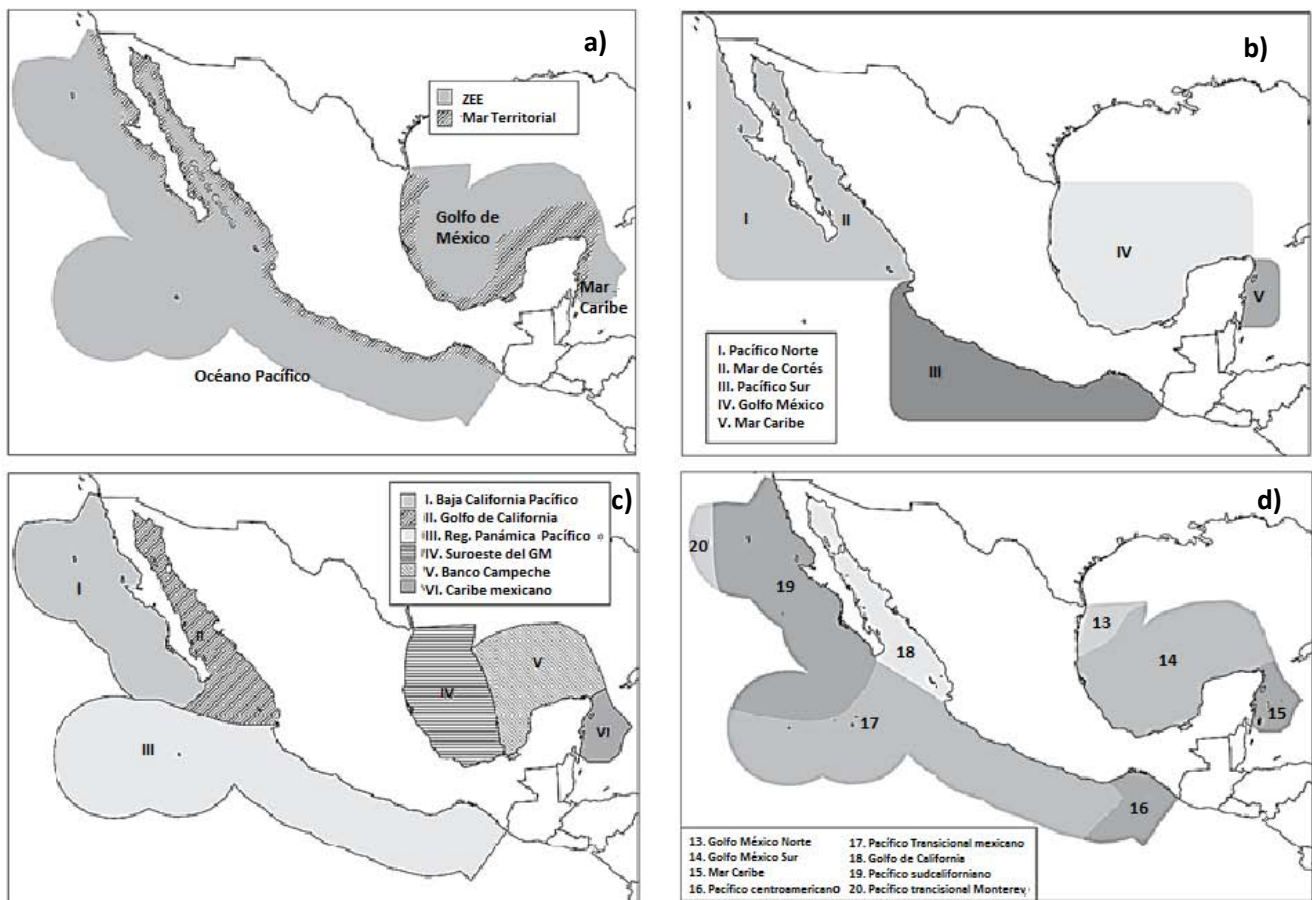 a)
ZEE
Mar Territorial
Golfo de
México
Mar
Caribe
Océano Pacífico
b)
I
II
III
IV
V
I. Pacífico Norte
II. Mar de Cortés
III. Pacífico Sur
IV. Golfo México
V. Mar Caribe
c)
I. Baja California Pacífico
II. Golfo de California
III. Reg. Panámica Pacífico
IV. Suroeste del GM
V. Banco Campeche
VI. Caribe mexicano
I
II
III
IV
V
VI
d)
20
19
18
17
13
14
15
16
13. Golfo México Norte
14. Golfo México Sur
15. Mar Caribe
16. Pacífico centroamericano
17. Pacífico Transicional mexicano
18. Golfo de California
19. Pacífico sudcaliforniano
20. Pacífico trancisional Monterey